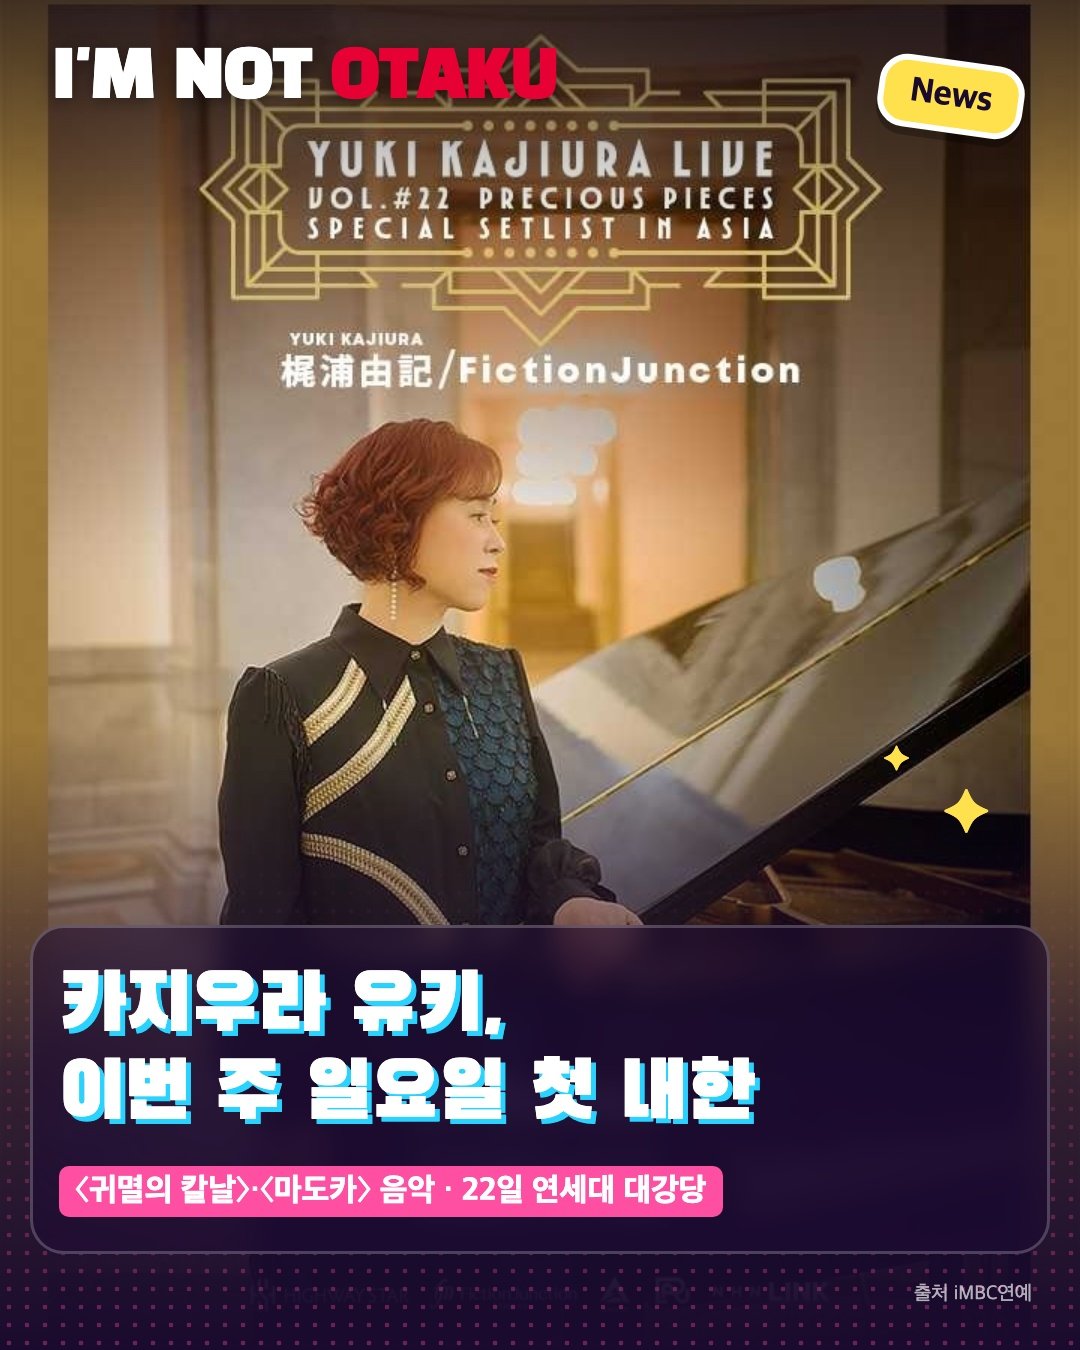 I'M NOT OTAKU
News
YUKI KAJIURA LIVE
VOL.#22 PRECIOUS PIECES
SPECIAL SETLIST IN ASIA
YUKI KAJIURA
梶浦由記/FictionJunction
카지우라 유키,
이번 주 일요일 첫 내한
〈귀멸의 칼날〉·〈마도카〉 음악 · 22일 연세대 대강당
출처 iMBC연예